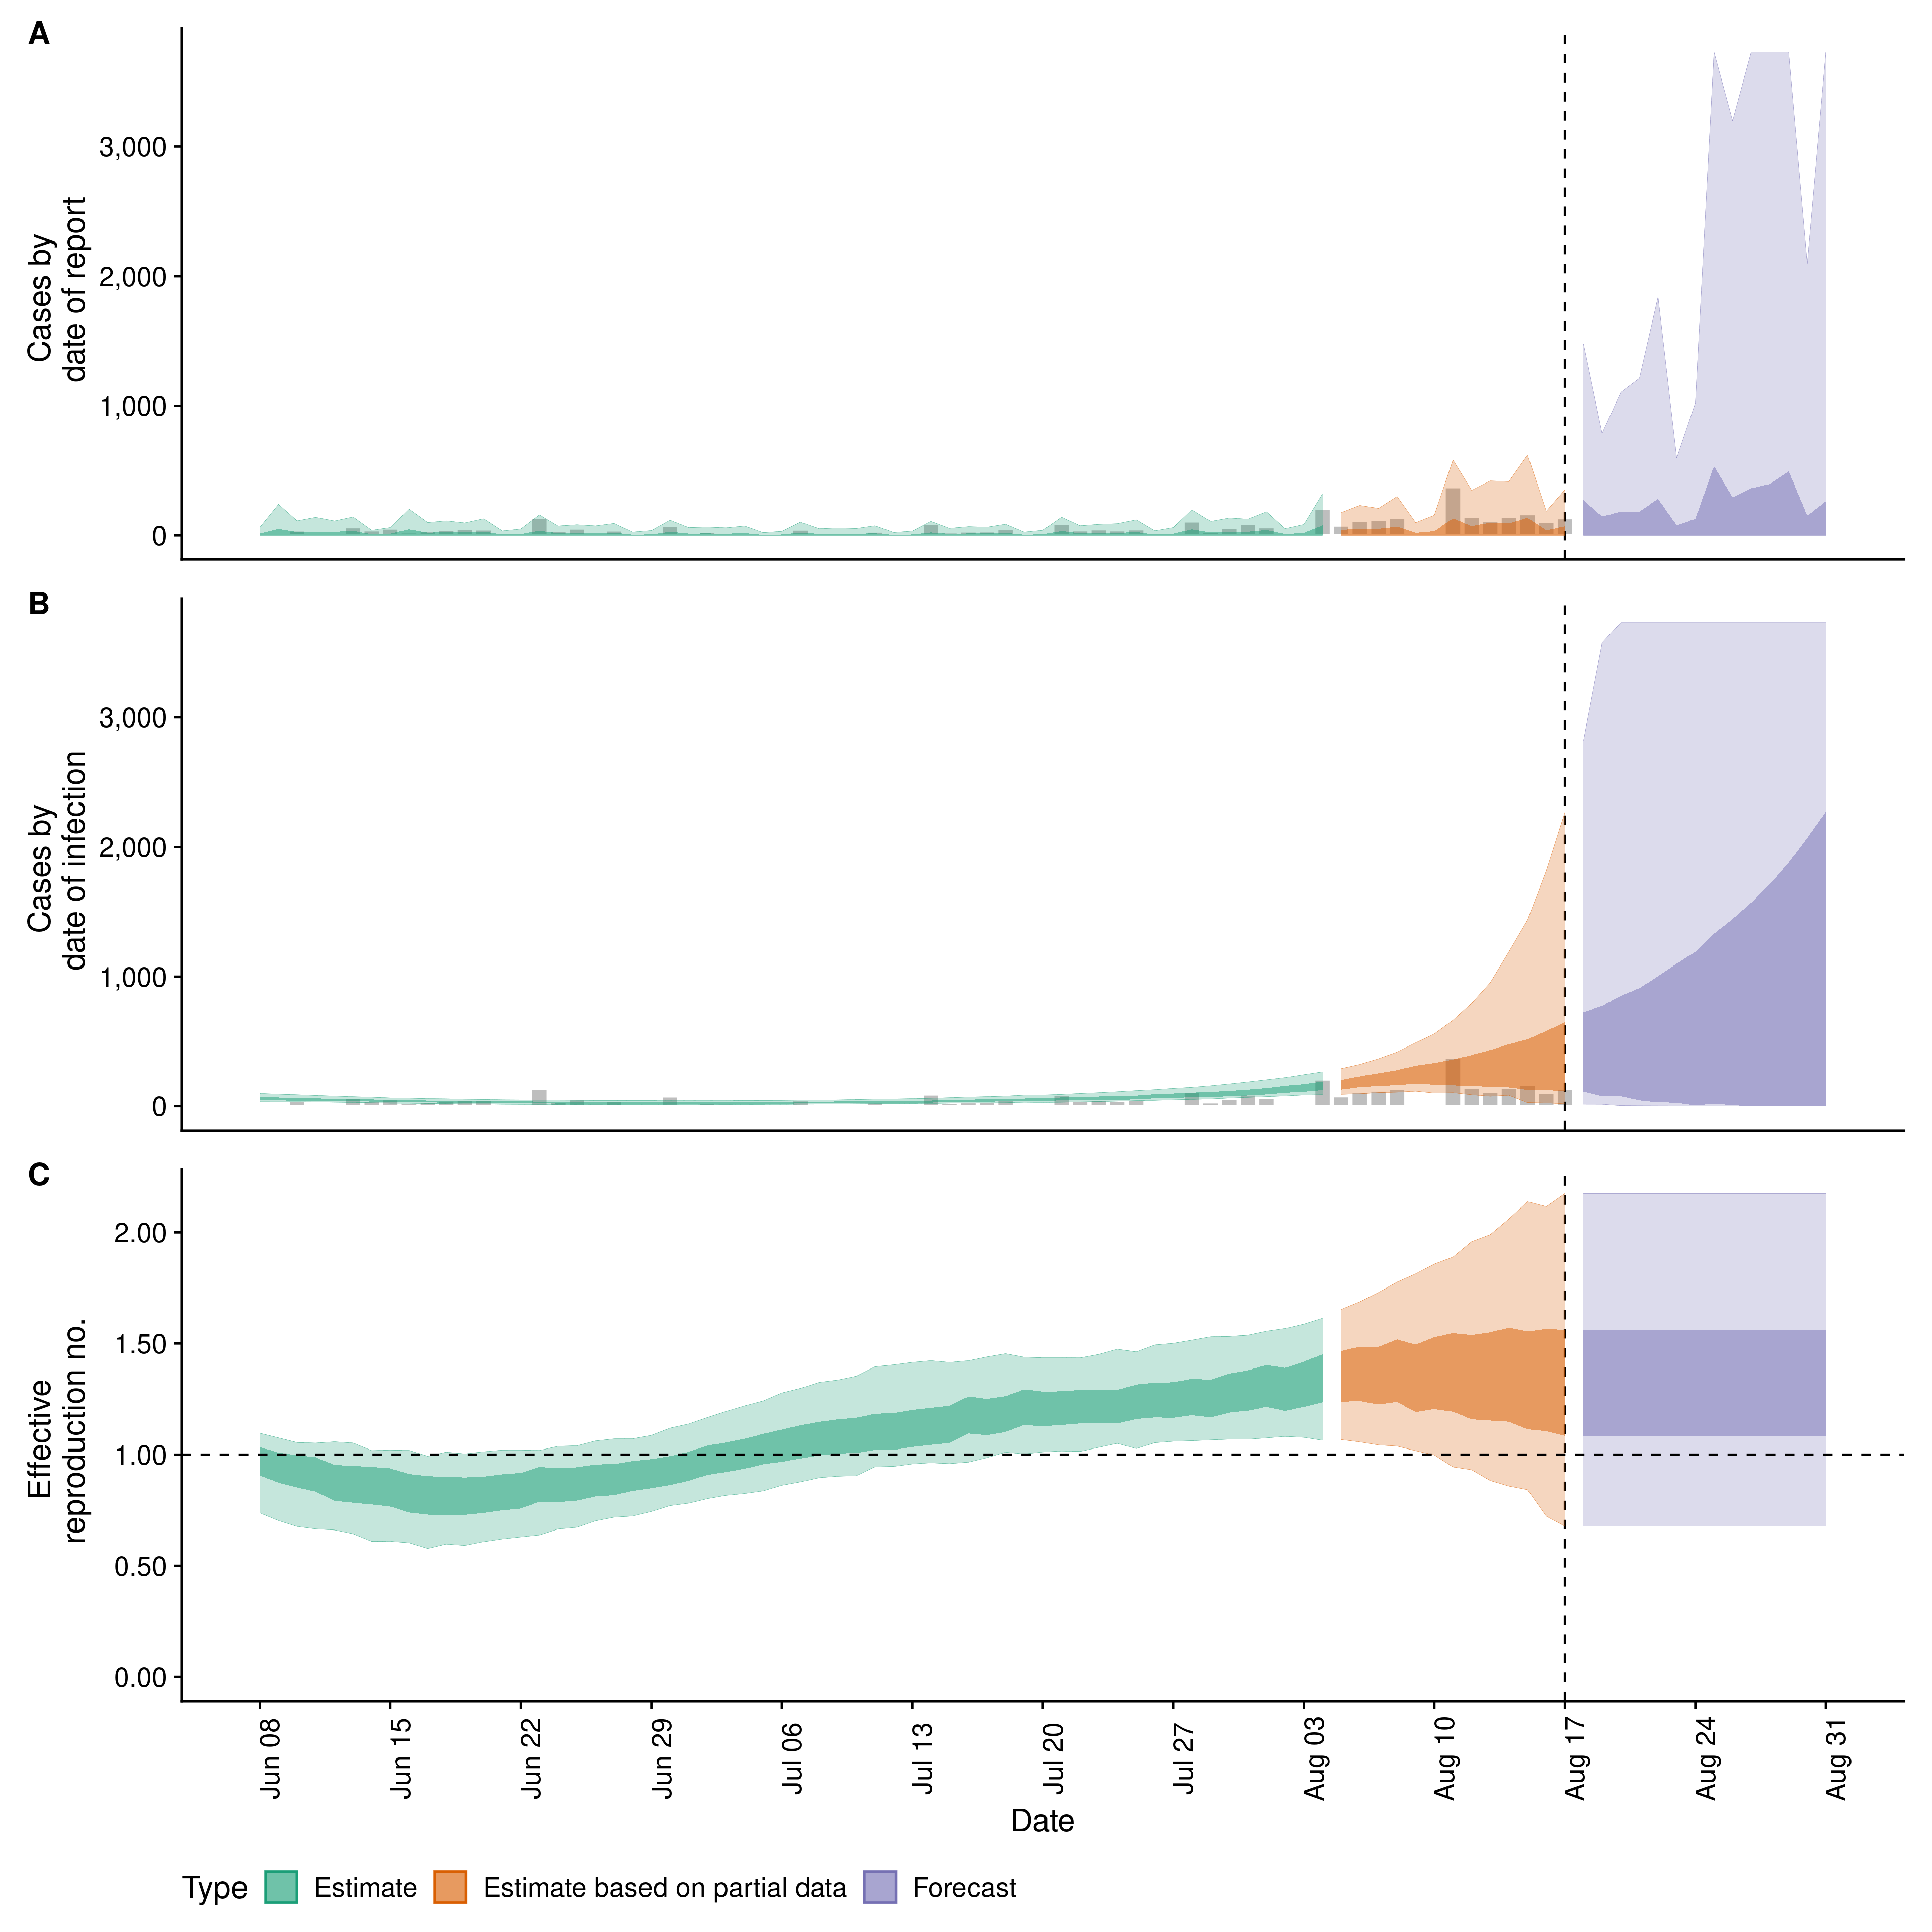 A
Cases by
date of report
3,000
2,000
1,000
0
B
Cases by
date of infection
3,000
2,000
1,000
0
C
Effective
reproduction no.
2.00
1.50
1.00
0.50
0.00
Jun 08
Jun 15
Jun 22
Jun 29
Jul 06
Jul 13
Jul 20
Jul 27
Aug 03
Aug 10
Aug 17
Aug 24
Aug 31
Date
Type Estimate Estimate based on partial data Forecast